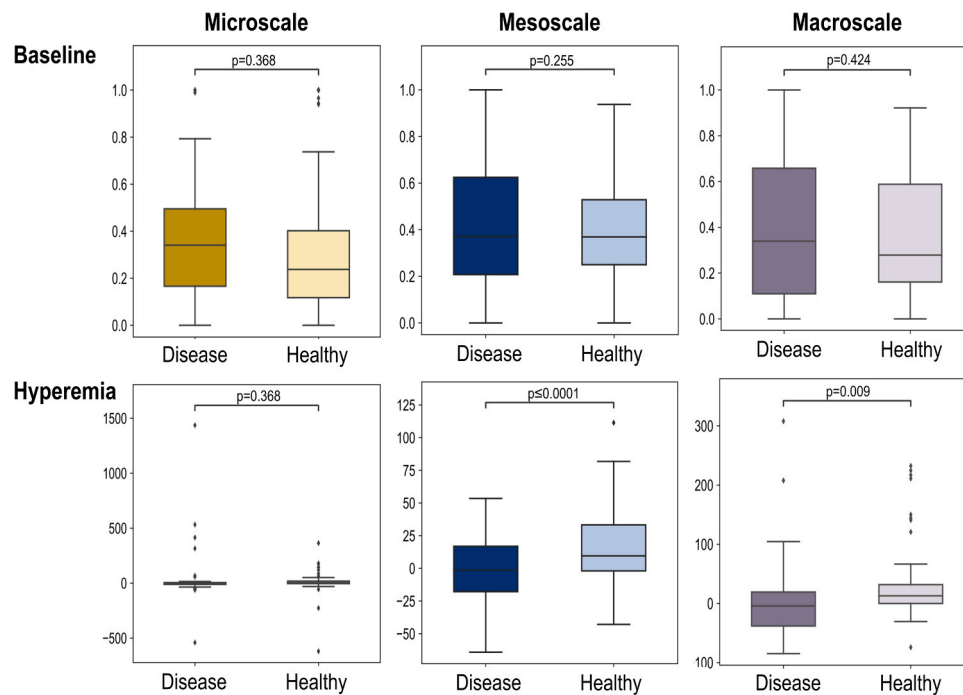 Microscale Mesoscale Macroscale
Baseline
p=0.368 p=0.255 p=0.424
1.0 1.0 1.0
0.8 0.8 0.8
0.6 0.6 0.6
0.4 0.4 0.4
0.2 0.2 0.2
0.0 0.0 0.0
Disease Healthy Disease Healthy Disease Healthy
Hyperemia
p=0.368 p≤0.0001 p=0.009
1500
1000
500
0
−500
125
100
75
50
25
0
−25
−50
300
200
100
0
100
Disease Healthy Disease Healthy Disease Healthy